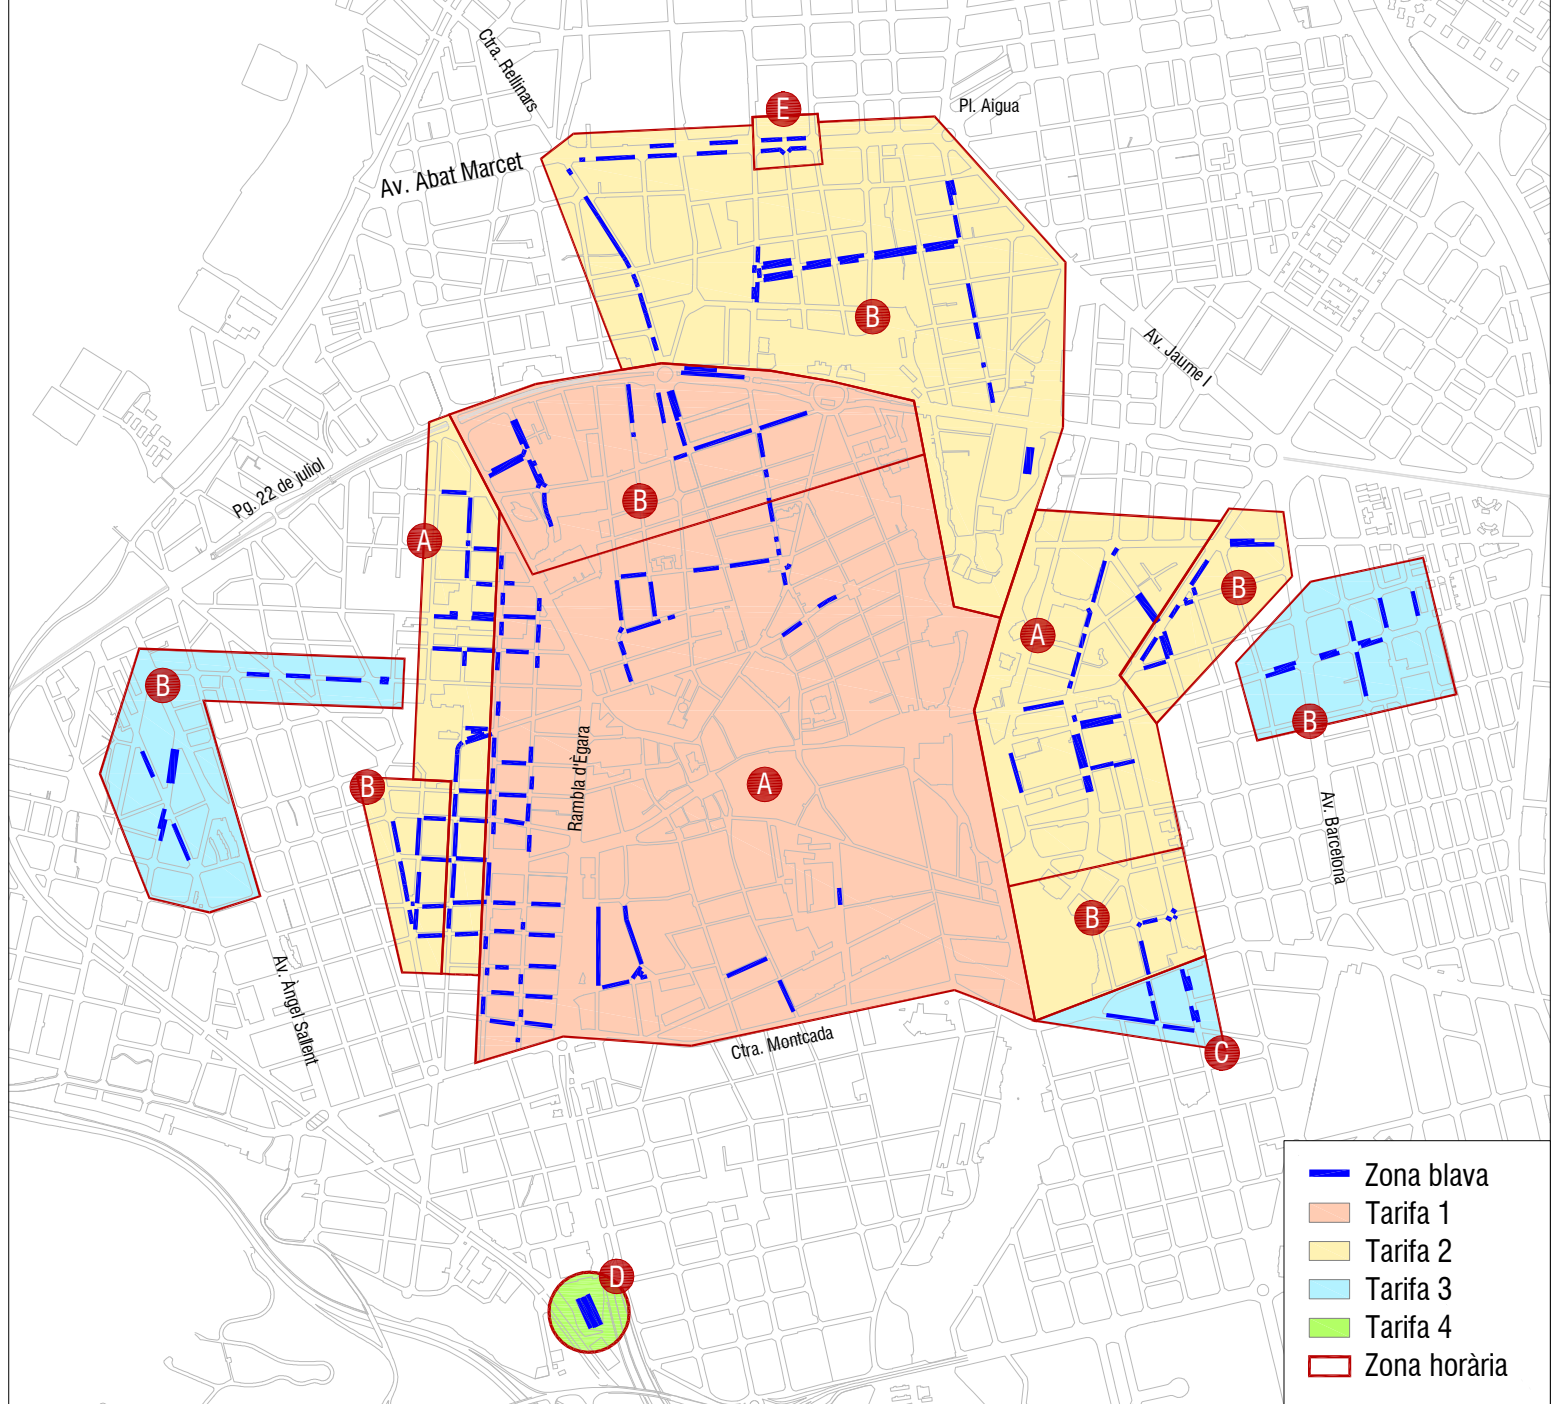 Ctra. Rellinars
E
Pl. Aigua
Av. Abat Marcet
B
Av. Jaume I
Pg. 22 de juliol
B
A
B
A
B
B
Rambla d'Ègara
A
B
Av. Barcelona
B
Av. Àngel Sallent
Ctra. Montcada
C
D
Zona blava
Tarifa 1
Tarifa 2
Tarifa 3
Tarifa 4
Zona horària